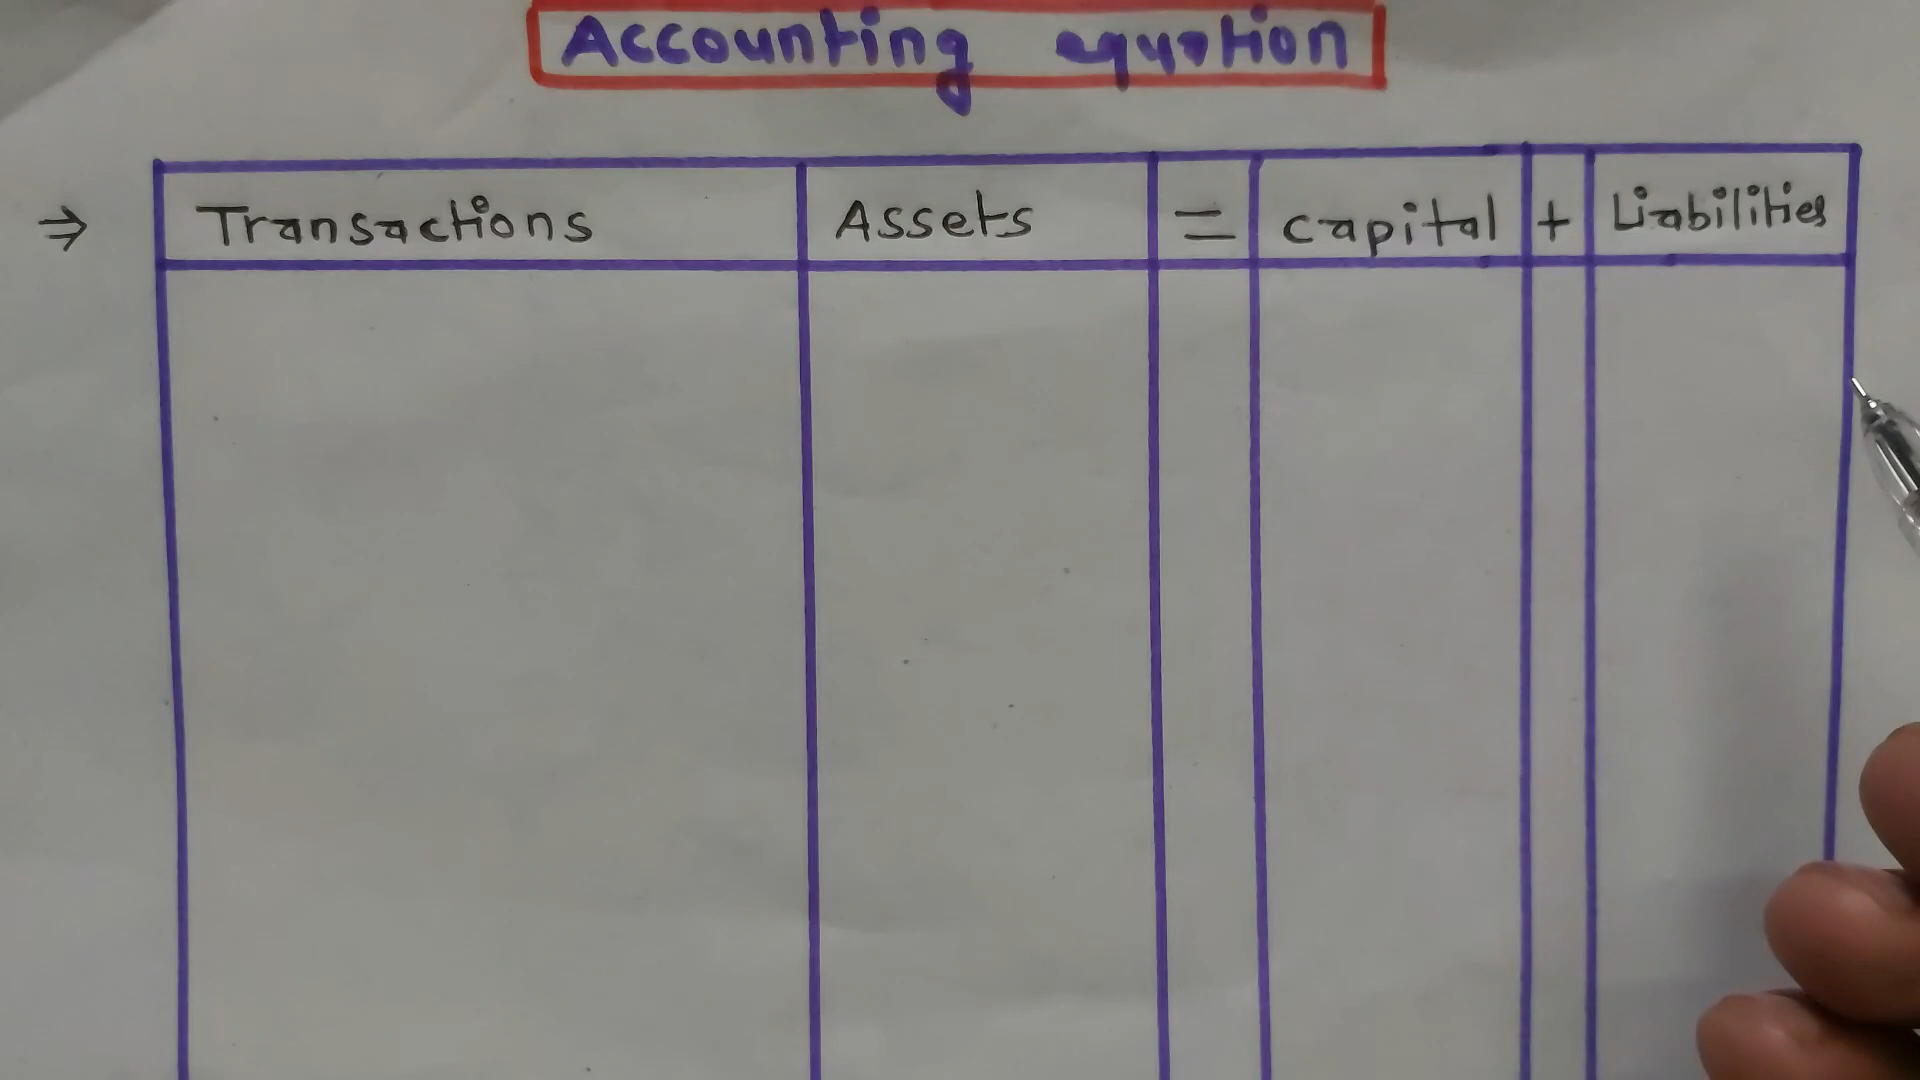 Accounting equation
⇒ Transactions Assets = capital + Liabilities